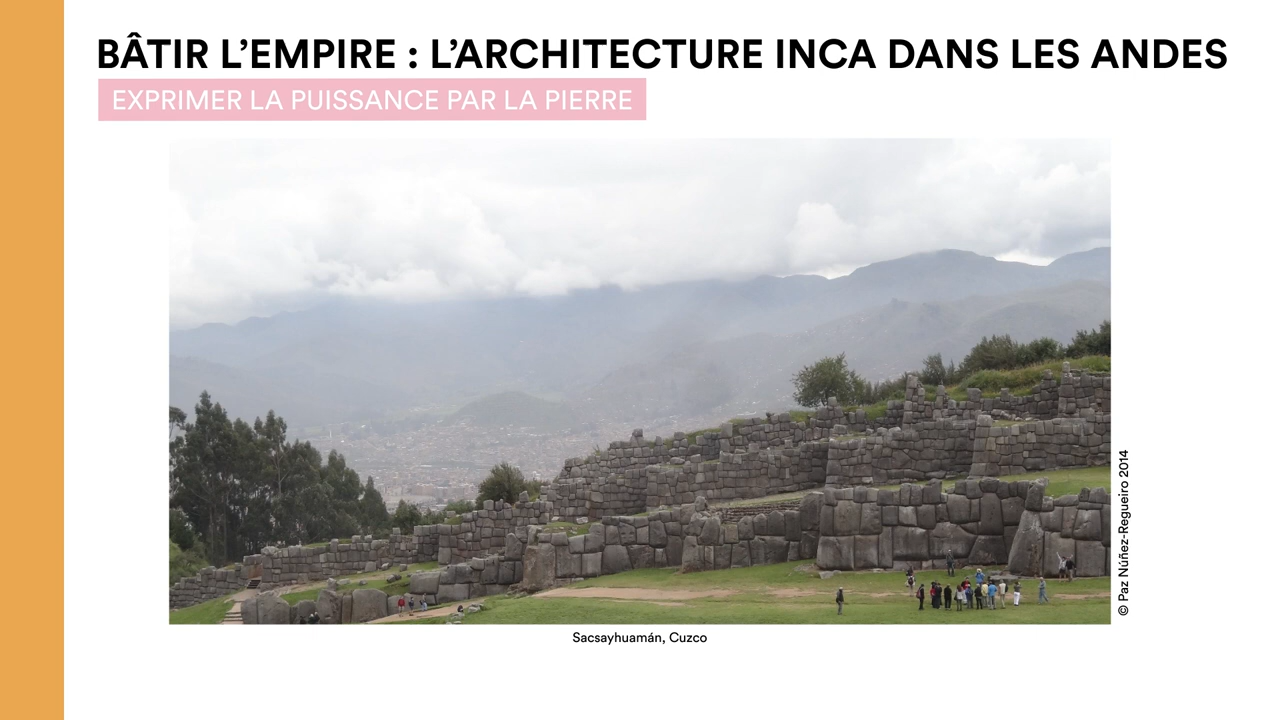 BÂTIR L’EMPIRE : L’ARCHITECTURE INCA DANS LES ANDES
EXPRIMER LA PUISSANCE PAR LA PIERRE
© Paz Núñez-Regueiro 2014
Sacsayhuamán, Cuzco